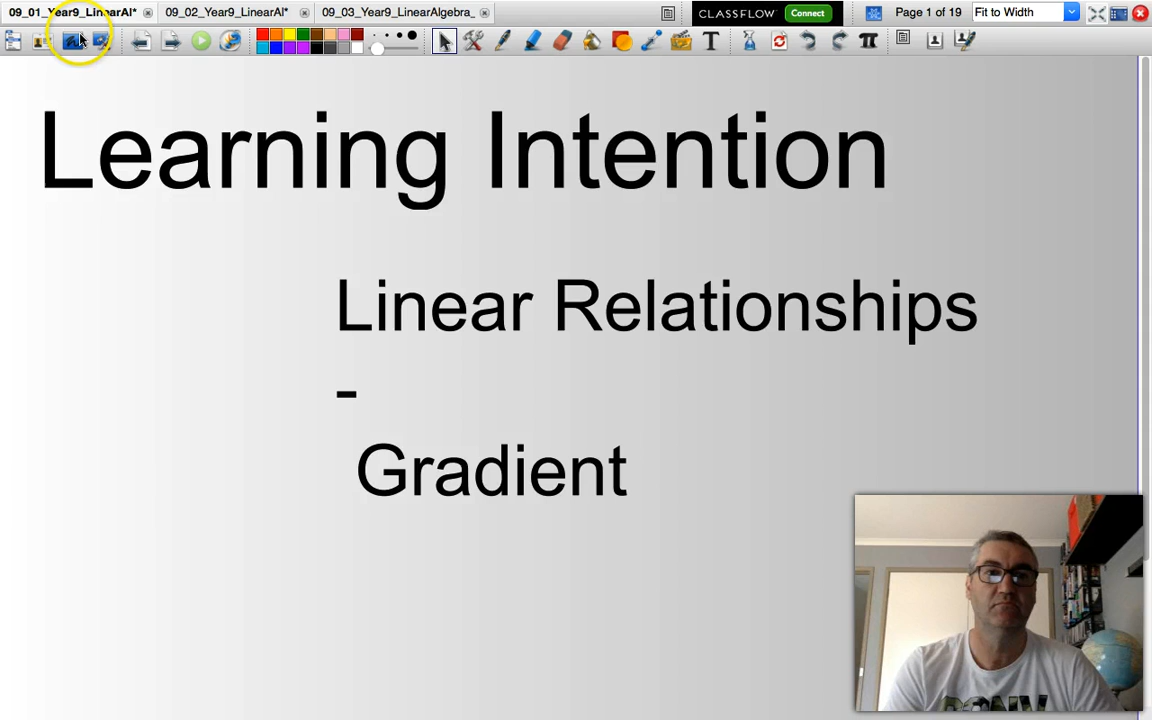 09_01_Year9_LinearAl* 09_02_Year9_LinearAl* 09_03_Year9_LinearAlgebra_ CLASSFLOW Connect Page 1 of 19 Fit to Width
Learning Intention
Linear Relationships
-
Gradient